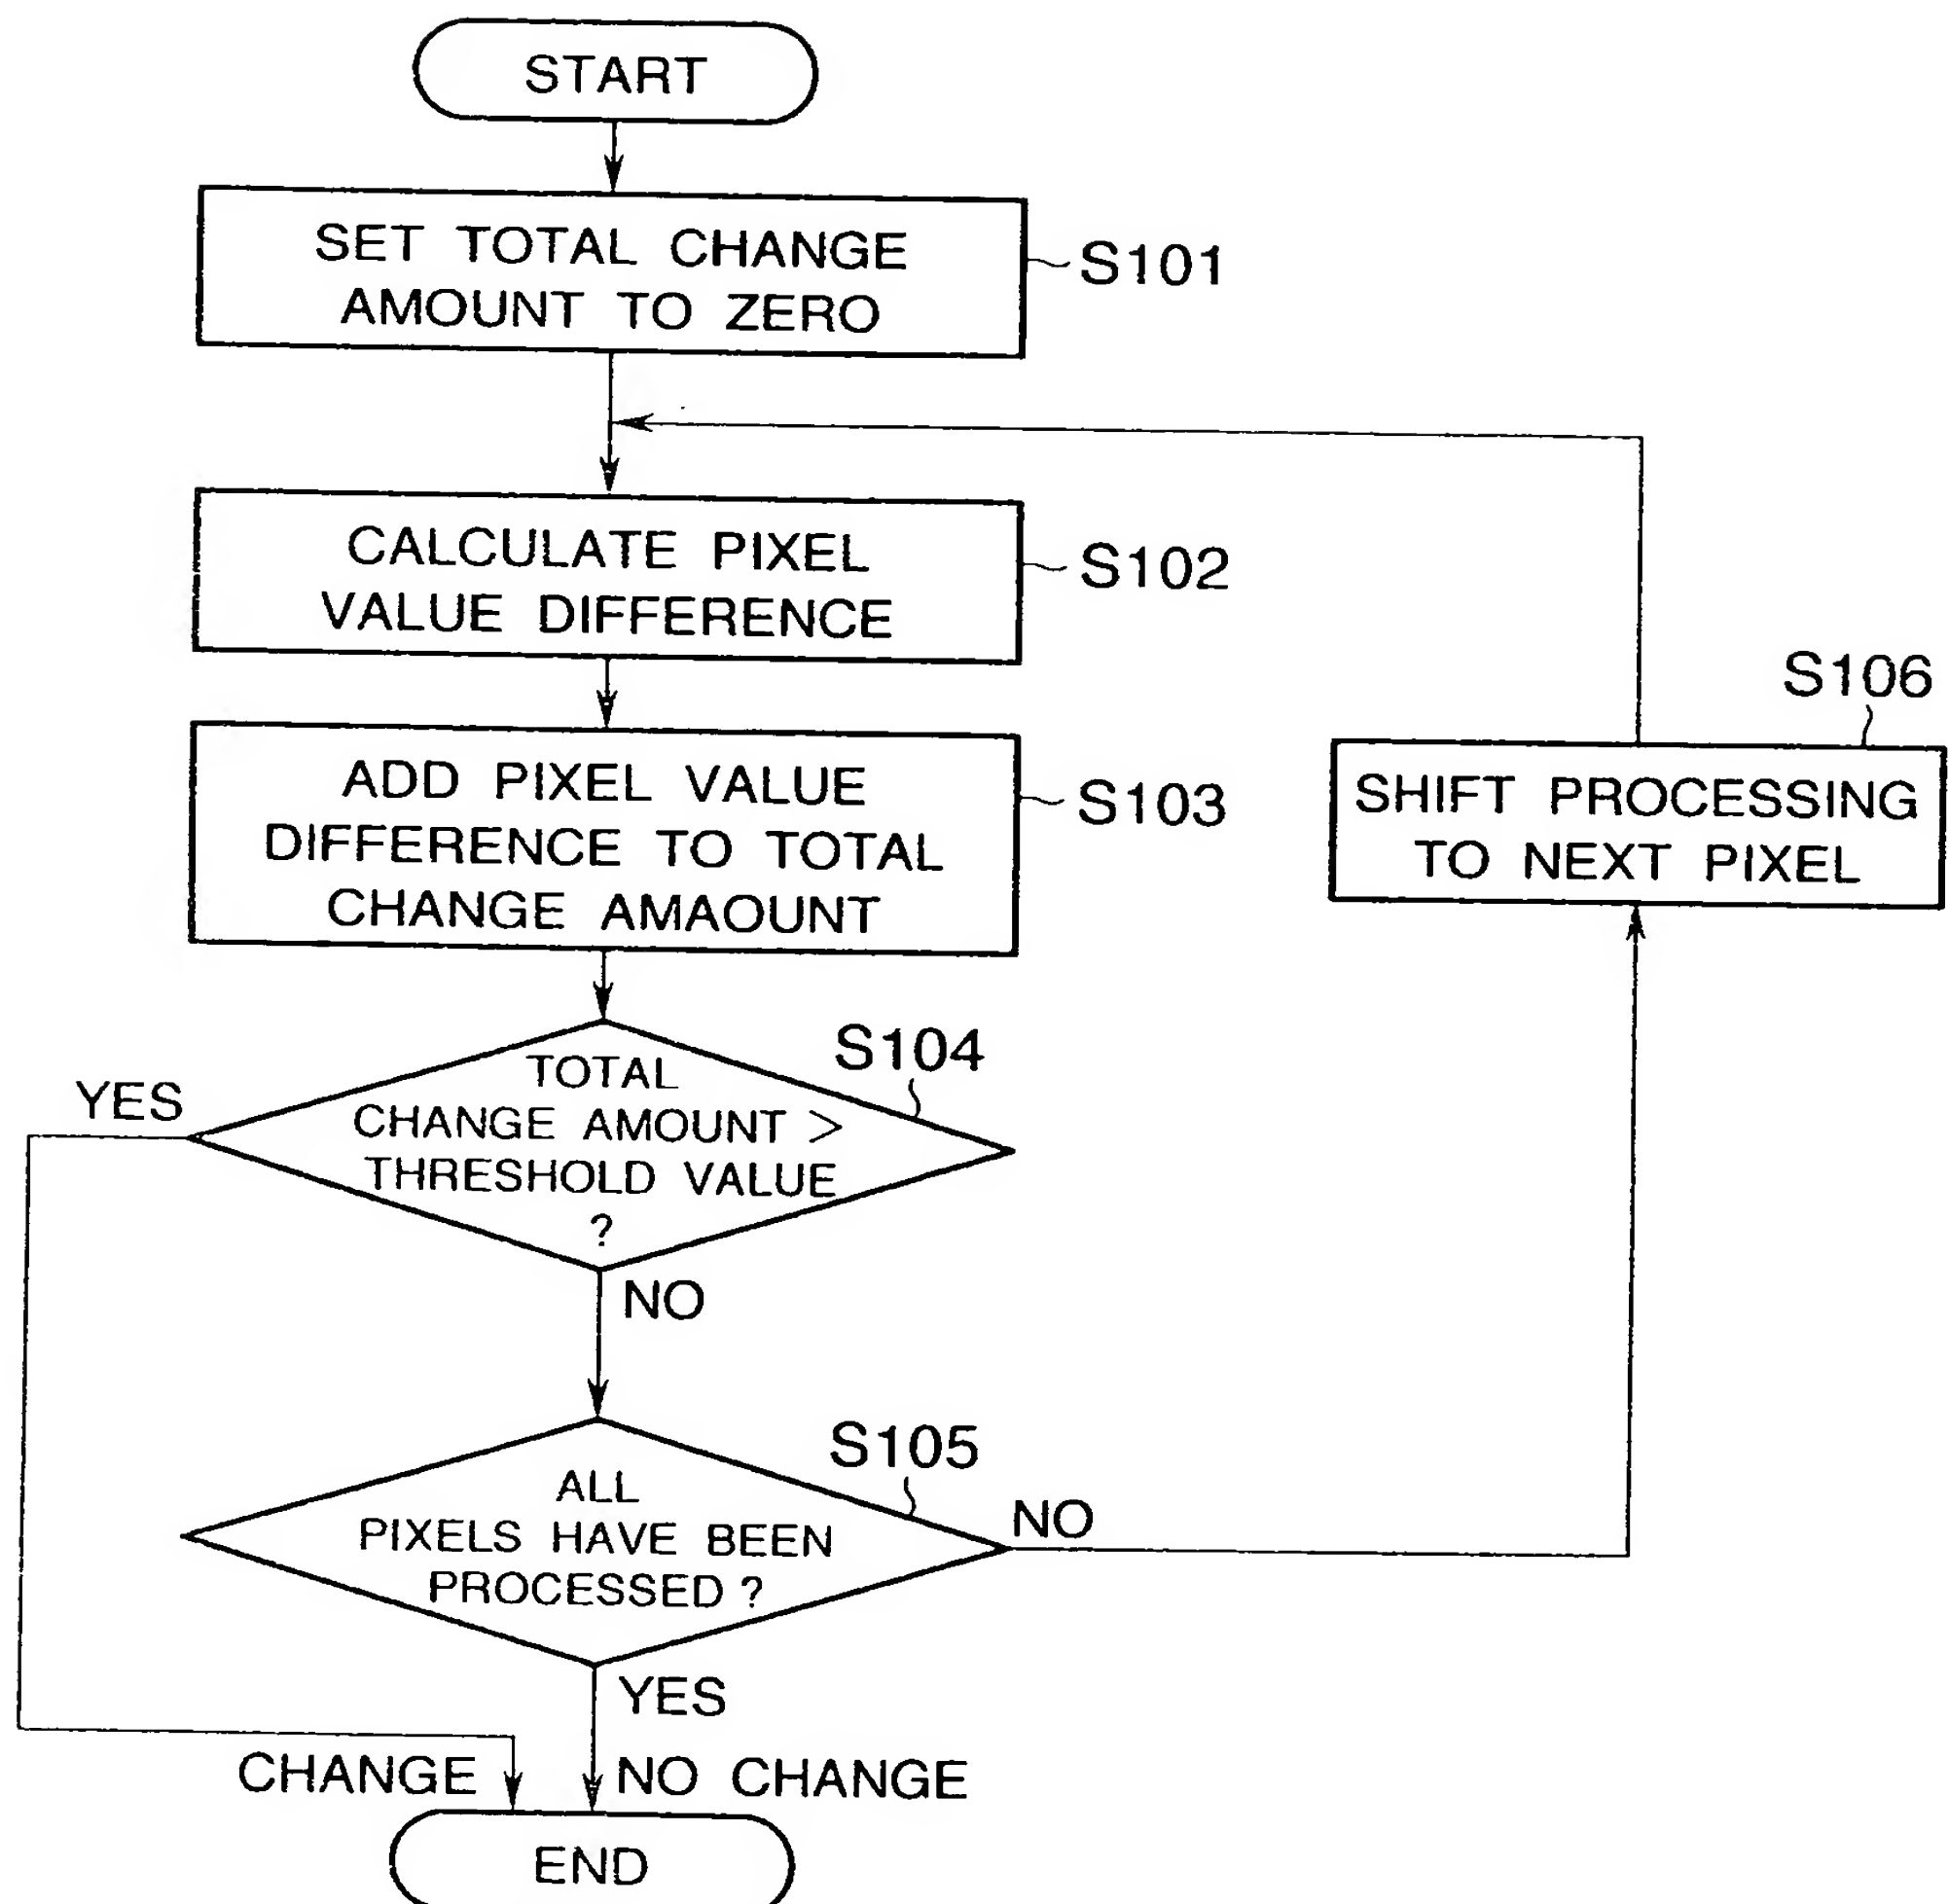 START
SET TOTAL CHANGE
AMOUNT TO ZERO
S101
CALCULATE PIXEL
VALUE DIFFERENCE
S102
ADD PIXEL VALUE
DIFFERENCE TO TOTAL
CHANGE AMAOUNT
S103
S106
SHIFT PROCESSING
TO NEXT PIXEL
S104
TOTAL
CHANGE AMOUNT >
THRESHOLD VALUE
?
YES
NO
S105
ALL
PIXELS HAVE BEEN
PROCESSED ?
NO
YES
CHANGE
NO CHANGE
END